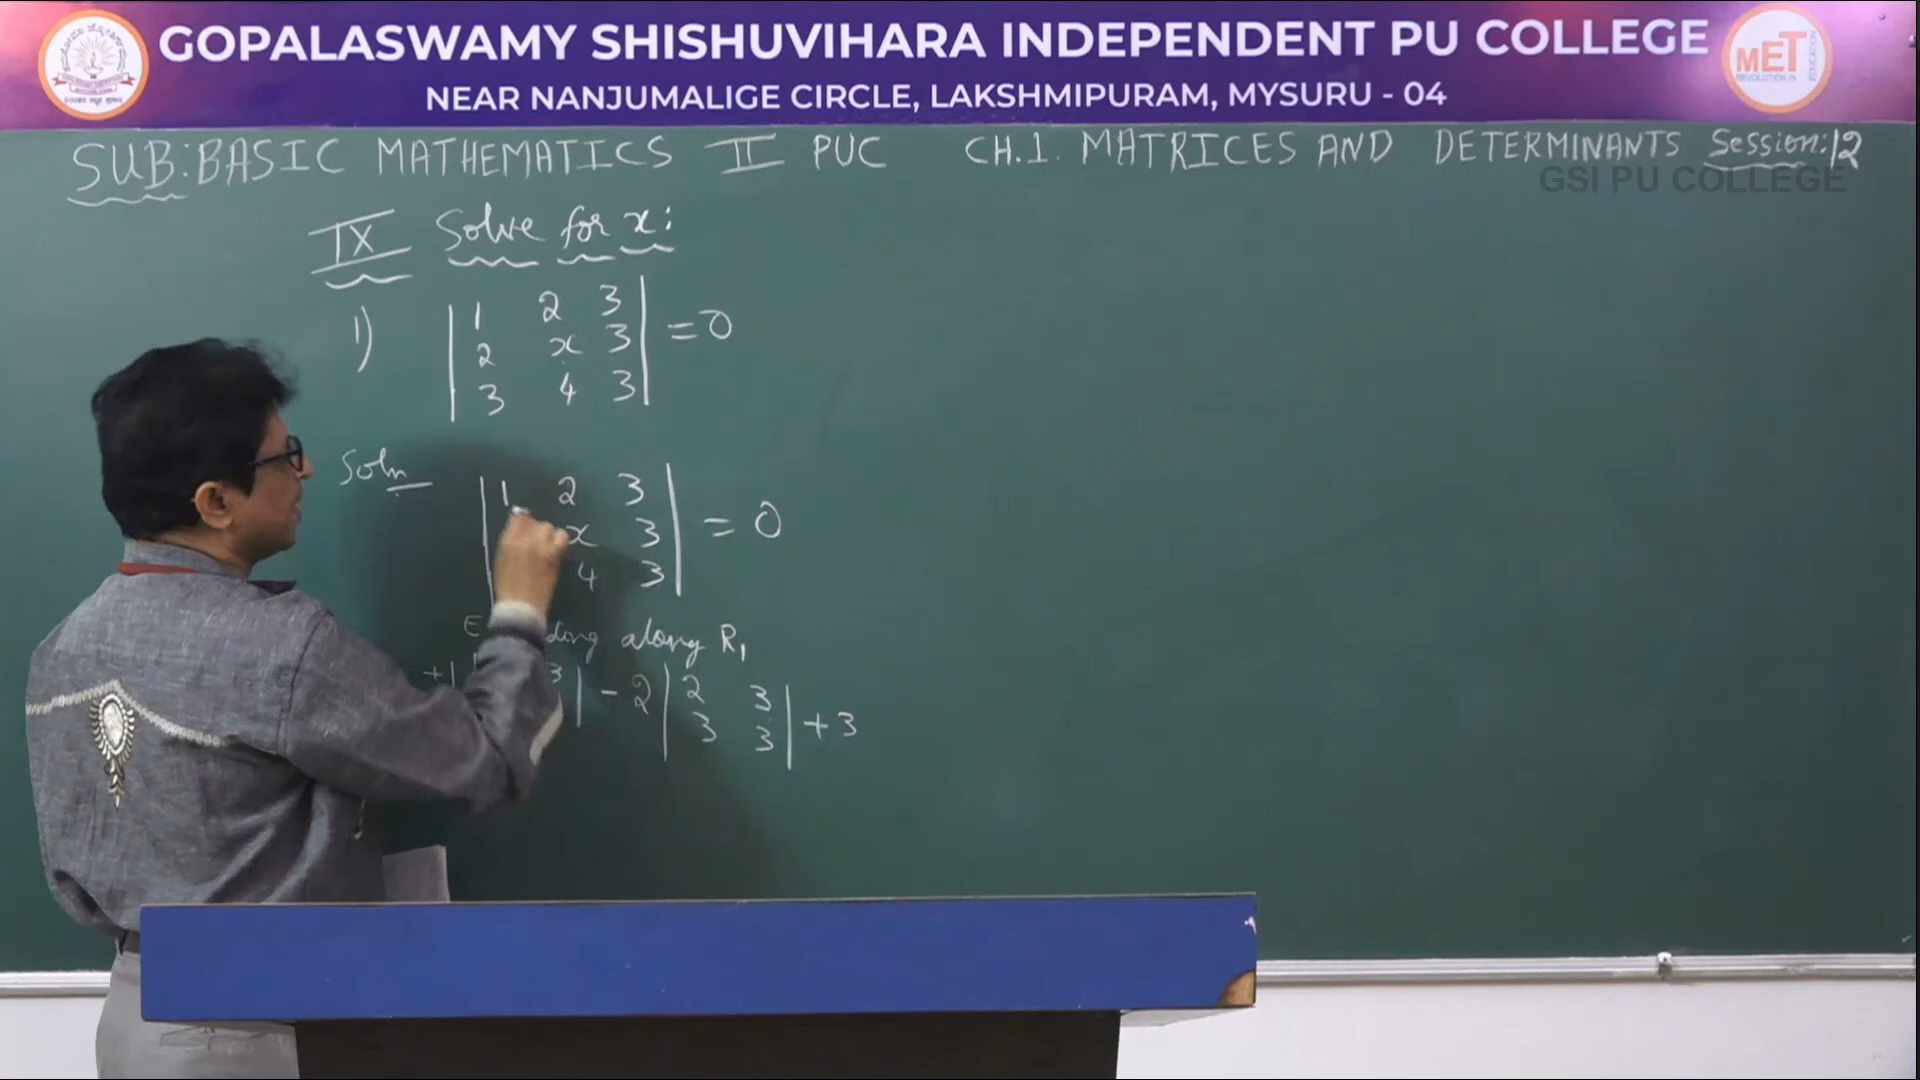 GOPALASWAMY SHISHUVIHARA INDEPENDENT PU COLLEGE
NEAR NANJUMALIGE CIRCLE, LAKSHMIPURAM, MYSURU - 04
MET
EDUCATION
SUB: BASIC MATHEMATICS II PUC CH.1. MATRICES AND DETERMINANTS Session:12
GSI PU COLLEGE
IX Solve for x:
1) | 1 2 3 | = 0
| 2 x 3 |
| 3 4 3 |
Soln
| 1 2 3 |
| x 3 | = 0
| 4 3 |
along R1
+1 | 3 | - 2 | 2 3 | + 3
| 3 3 |